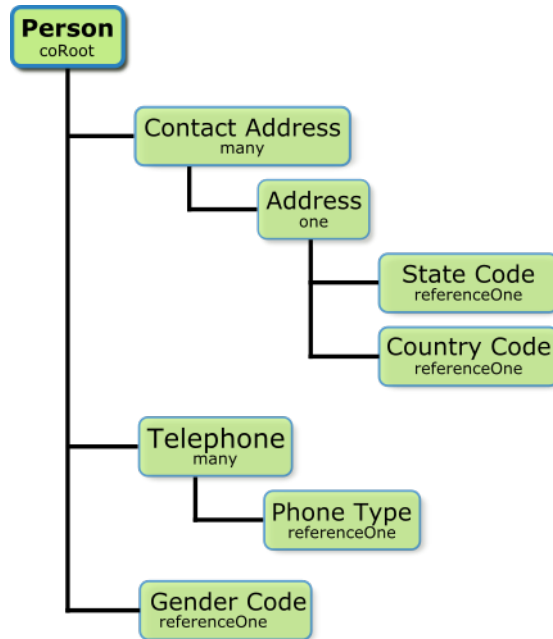 Person
coRoot
Contact Address
many
Address
one
State Code
referenceOne
Country Code
referenceOne
Telephone
many
Phone Type
referenceOne
Gender Code
referenceOne